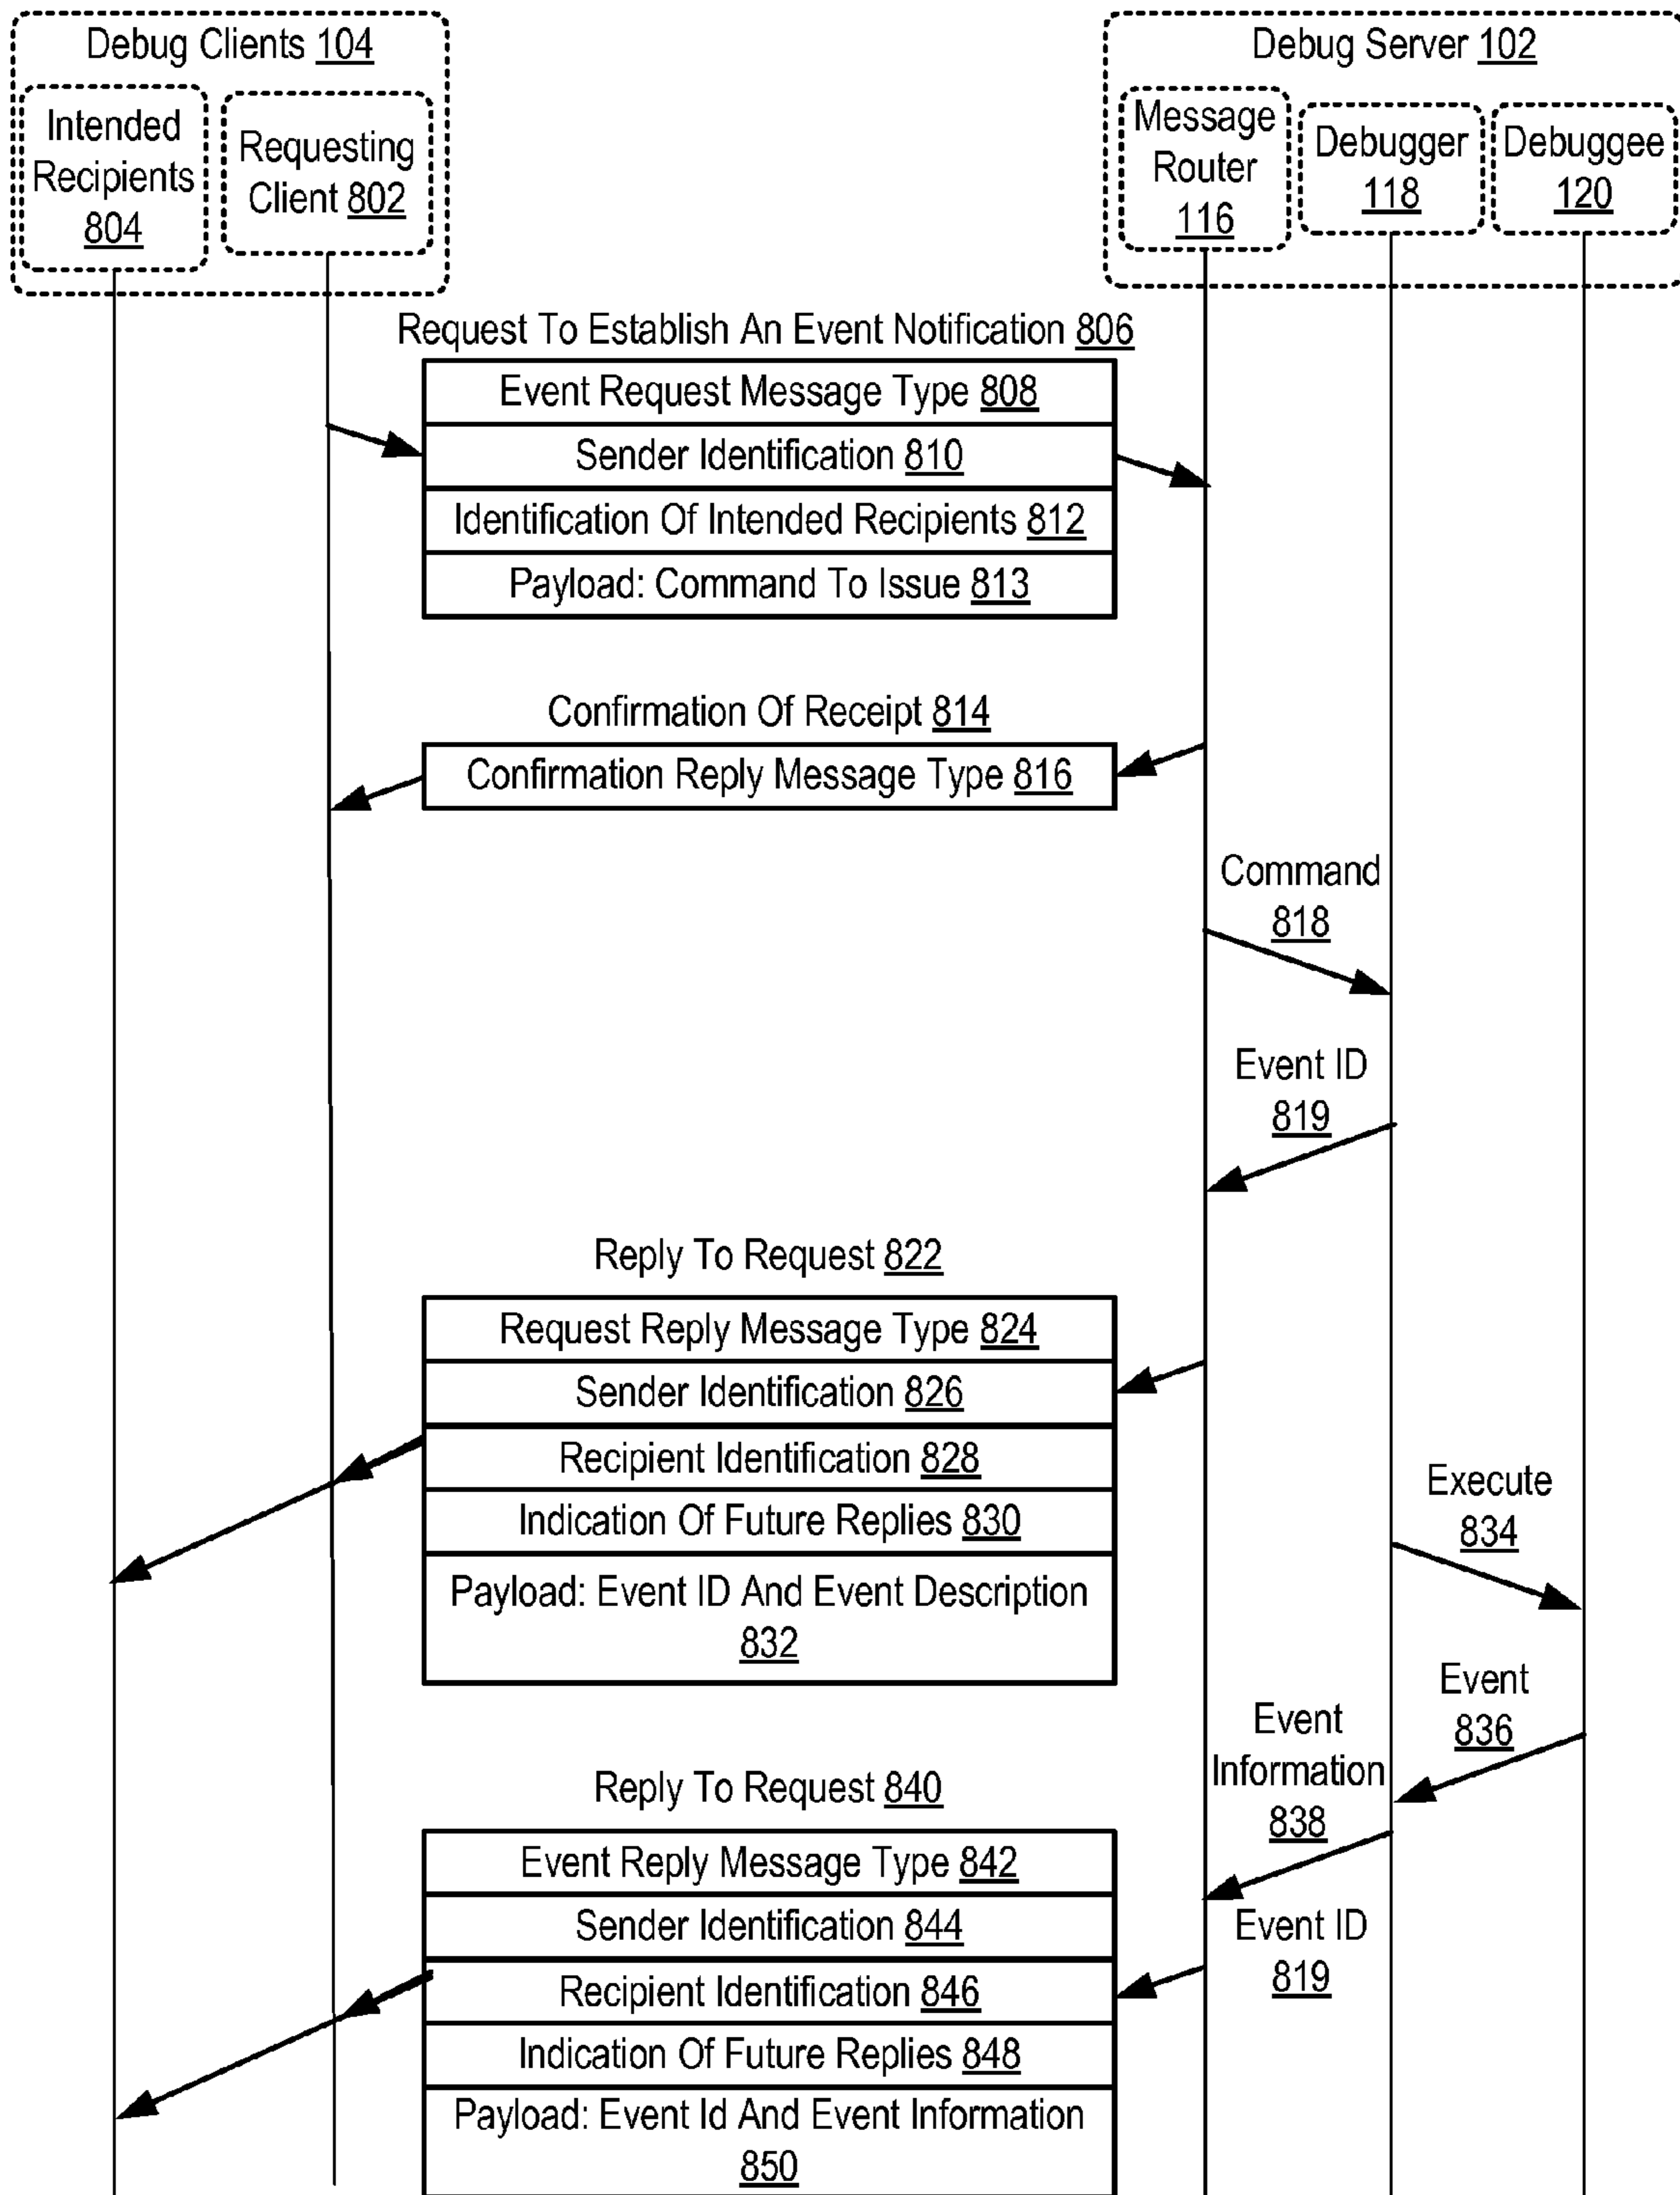 Debug Clients 104
Intended
Recipients
804
Requesting
Client 802
Debug Server 102
Message
Router
116
Debugger
118
Debuggee
120
Request To Establish An Event Notification 806
Event Request Message Type 808
Sender Identification 810
Identification Of Intended Recipients 812
Payload: Command To Issue 813
Confirmation Of Receipt 814
Confirmation Reply Message Type 816
Command
818
Event ID
819
Reply To Request 822
Request Reply Message Type 824
Sender Identification 826
Recipient Identification 828
Indication Of Future Replies 830
Payload: Event ID And Event Description
832
Execute
834
Event
836
Event
Information
838
Event ID
819
Reply To Request 840
Event Reply Message Type 842
Sender Identification 844
Recipient Identification 846
Indication Of Future Replies 848
Payload: Event Id And Event Information
850